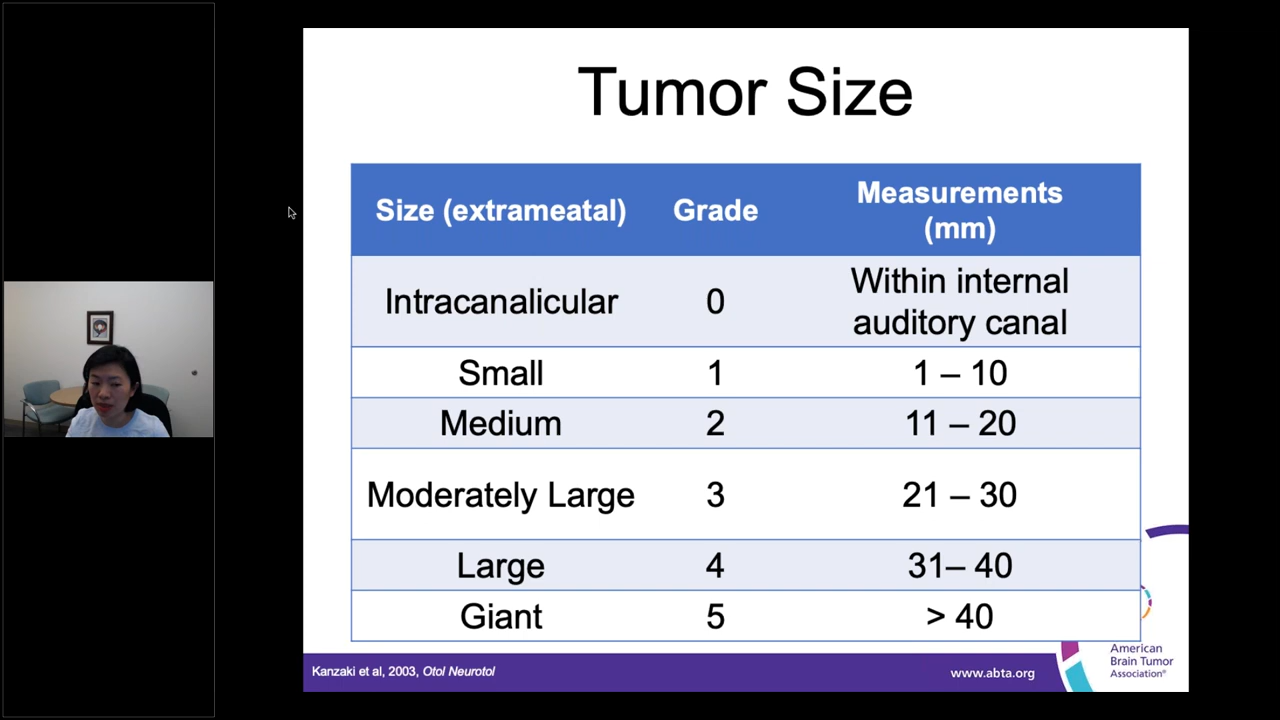 Tumor Size
Size (extrameatal) Grade Measurements
(mm)
Intracanalicular 0 Within internal
auditory canal
Small 1 1 – 10
Medium 2 11 – 20
Moderately Large 3 21 – 30
Large 4 31– 40
Giant 5 > 40
Kanzaki et al, 2003, Otol Neurotol
www.abta.org
American
Brain Tumor
Association®